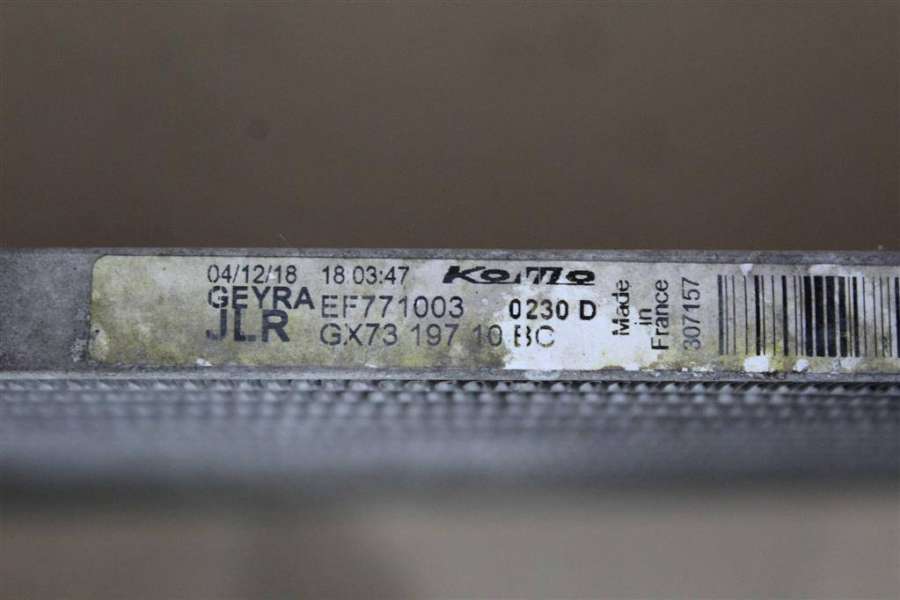 04/12/18 18 03:47
GEYRA EF771003 0230 D
JLR GX73 197 10 BC
Made
in
France
307157